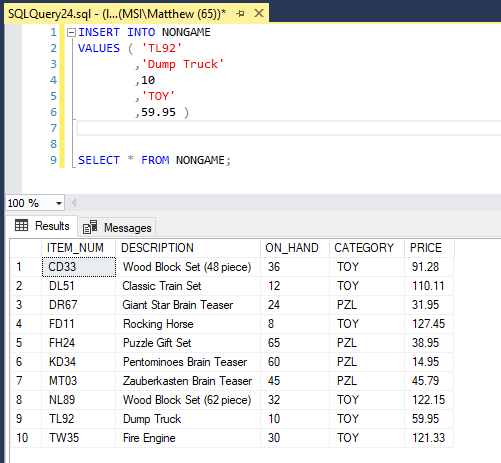 SQLQuery24.sql - (l...(MSI\Matthew (65))*
1 INSERT INTO NONGAME
2 VALUES ( 'TL92'
3 ,'Dump Truck'
4 ,10
5 ,'TOY'
6 ,59.95 )
7
8
9 SELECT * FROM NONGAME;
100 %
Results Messages
ITEM_NUM DESCRIPTION ON_HAND CATEGORY PRICE
1 CD33 Wood Block Set (48 piece) 36 TOY 91.28
2 DL51 Classic Train Set 12 TOY 110.11
3 DR67 Giant Star Brain Teaser 24 PZL 31.95
4 FD11 Rocking Horse 8 TOY 127.45
5 FH24 Puzzle Gift Set 65 PZL 38.95
6 KD34 Pentominoes Brain Teaser 60 PZL 14.95
7 MT03 Zauberkasten Brain Teaser 45 PZL 45.79
8 NL89 Wood Block Set (62 piece) 32 TOY 122.15
9 TL92 Dump Truck 10 TOY 59.95
10 TW35 Fire Engine 30 TOY 121.33